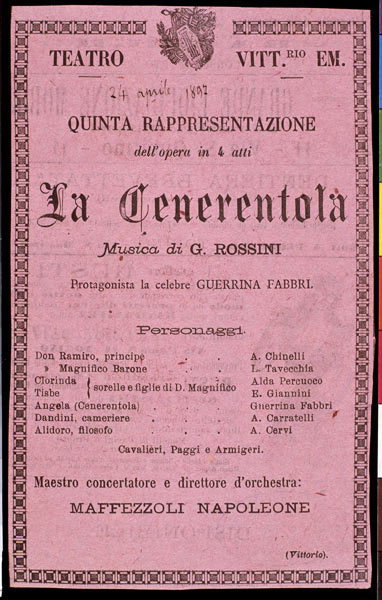 TEATRO VITT.RIO EM.
24 aprile 1897
QUINTA RAPPRESENTAZIONE
dell'opera in 4 atti
La Cenerentola
Musica di G. ROSSINI
Protagonista la celebre GUERRINA FABBRI.
Personaggi.
Don Ramiro, principe . . A. Chinelli
» Magnifico Barone . . L. Tavecchia
Clorinda } sorelle e figlie di D. Magnifico Alda Percuoco
Tisbe E. Giannini
Angela (Cenerentola) . . Guerrina Fabbri
Dandini, cameriere . . . A. Carratelli
Alidoro, filosofo . . A. Cervi
Cavalieri, Paggi e Armigeri.
Maestro concertatore e direttore d'orchestra:
MAFFEZZOLI NAPOLEONE
(Vittorio).